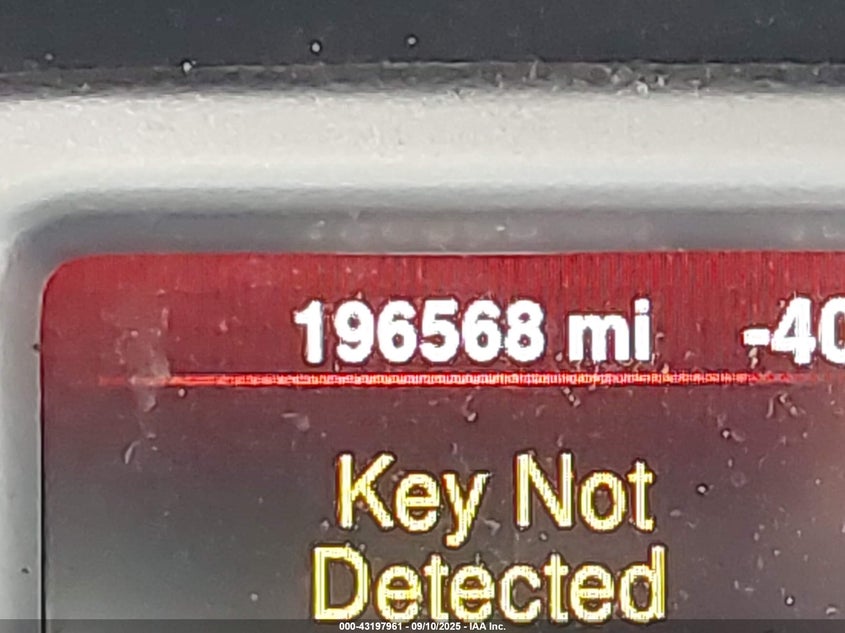 196568 mi -40
Key Not
Detected
000-43197961 - 09/10/2025 - IAA Inc.